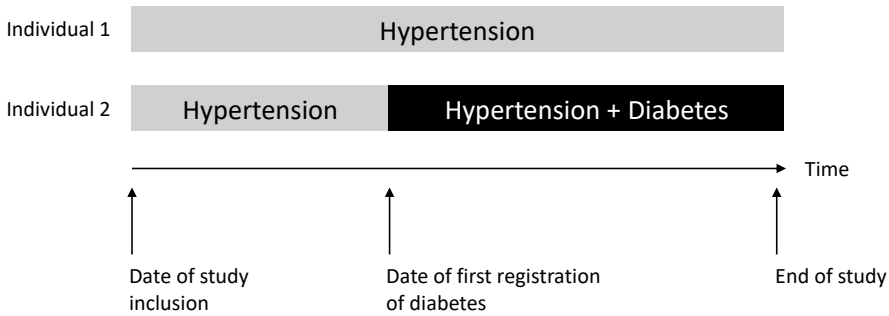 Individual 1
Hypertension
Individual 2
Hypertension
Hypertension + Diabetes
Time
Date of study
inclusion
Date of first registration
of diabetes
End of study